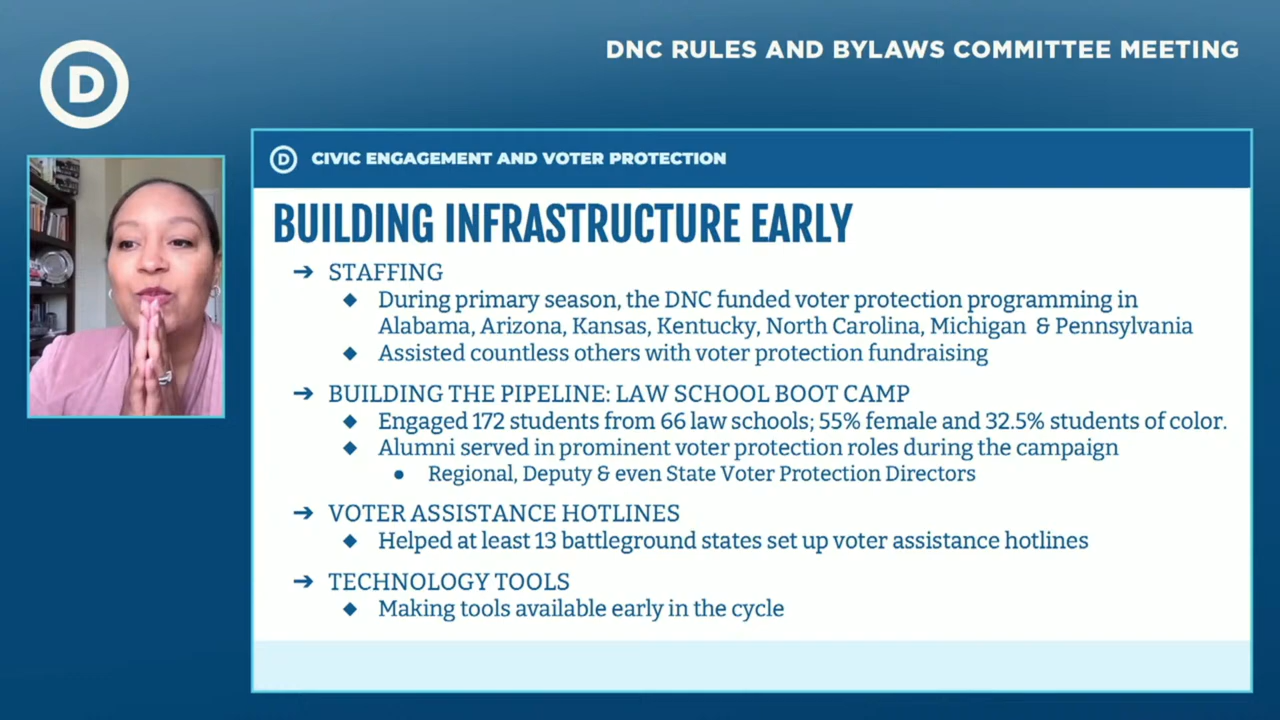 DNC RULES AND BYLAWS COMMITTEE MEETING
D
D CIVIC ENGAGEMENT AND VOTER PROTECTION
BUILDING INFRASTRUCTURE EARLY
➔ STAFFING
◆ During primary season, the DNC funded voter protection programming in
Alabama, Arizona, Kansas, Kentucky, North Carolina, Michigan & Pennsylvania
◆ Assisted countless others with voter protection fundraising
➔ BUILDING THE PIPELINE: LAW SCHOOL BOOT CAMP
◆ Engaged 172 students from 66 law schools; 55% female and 32.5% students of color.
◆ Alumni served in prominent voter protection roles during the campaign
● Regional, Deputy & even State Voter Protection Directors
➔ VOTER ASSISTANCE HOTLINES
◆ Helped at least 13 battleground states set up voter assistance hotlines
➔ TECHNOLOGY TOOLS
◆ Making tools available early in the cycle